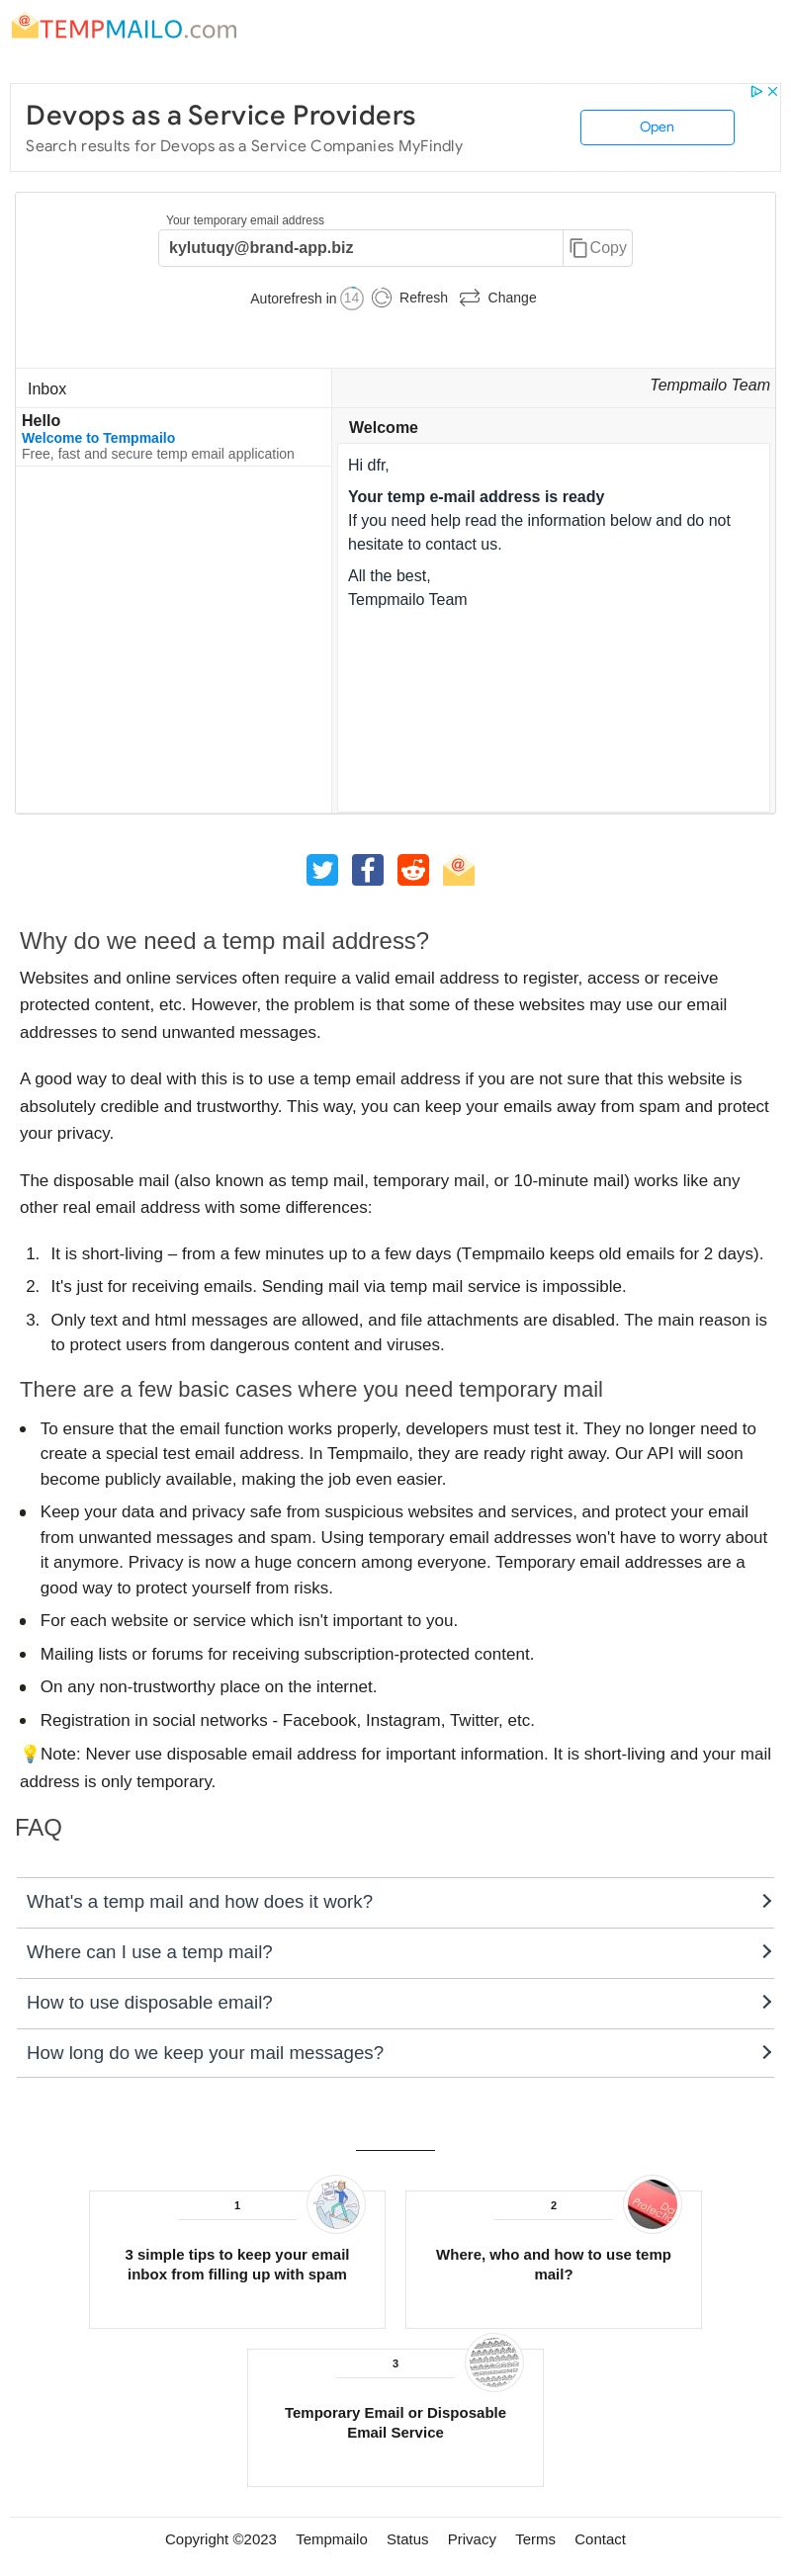 TEMPMAILO.com
Devops as a Service Providers
Search results for Devops as a Service Companies MyFindly
Open
Your temporary email address
kylutuqy@brand-app.biz
Copy
Autorefresh in 14 Refresh Change
Inbox
Tempmailo Team
Hello
Welcome to Tempmailo
Free, fast and secure temp email application
Welcome
Hi dfr,
Your temp e-mail address is ready
If you need help read the information below and do not
hesitate to contact us.
All the best,
Tempmailo Team
Why do we need a temp mail address?
Websites and online services often require a valid email address to register, access or receive
protected content, etc. However, the problem is that some of these websites may use our email
addresses to send unwanted messages.
A good way to deal with this is to use a temp email address if you are not sure that this website is
absolutely credible and trustworthy. This way, you can keep your emails away from spam and protect
your privacy.
The disposable mail (also known as temp mail, temporary mail, or 10-minute mail) works like any
other real email address with some differences:
1. It is short-living – from a few minutes up to a few days (Tempmailo keeps old emails for 2 days).
2. It's just for receiving emails. Sending mail via temp mail service is impossible.
3. Only text and html messages are allowed, and file attachments are disabled. The main reason is
to protect users from dangerous content and viruses.
There are a few basic cases where you need temporary mail
• To ensure that the email function works properly, developers must test it. They no longer need to
create a special test email address. In Tempmailo, they are ready right away. Our API will soon
become publicly available, making the job even easier.
• Keep your data and privacy safe from suspicious websites and services, and protect your email
from unwanted messages and spam. Using temporary email addresses won't have to worry about
it anymore. Privacy is now a huge concern among everyone. Temporary email addresses are a
good way to protect yourself from risks.
• For each website or service which isn't important to you.
• Mailing lists or forums for receiving subscription-protected content.
• On any non-trustworthy place on the internet.
• Registration in social networks - Facebook, Instagram, Twitter, etc.
💡Note: Never use disposable email address for important information. It is short-living and your mail
address is only temporary.
FAQ
What's a temp mail and how does it work?
Where can I use a temp mail?
How to use disposable email?
How long do we keep your mail messages?
1
3 simple tips to keep your email
inbox from filling up with spam
2
Where, who and how to use temp
mail?
3
Temporary Email or Disposable
Email Service
Copyright ©2023 Tempmailo Status Privacy Terms Contact